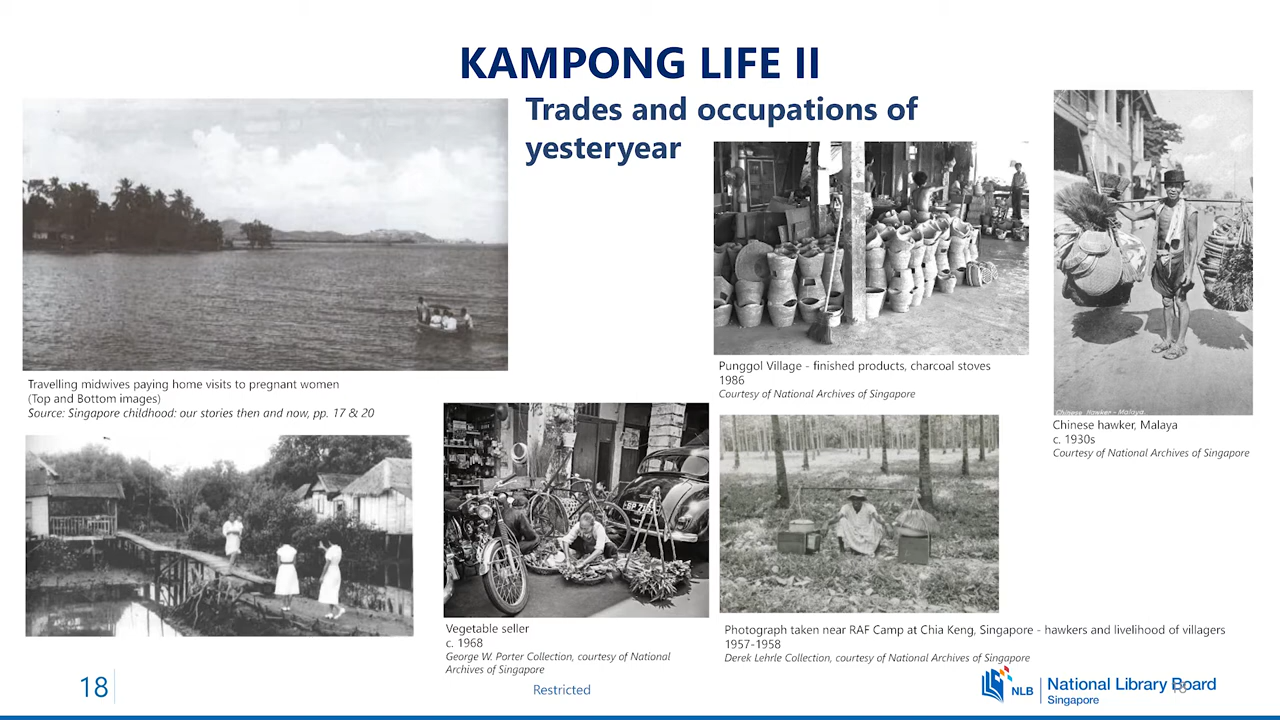 KAMPONG LIFE II
Trades and occupations of
yesteryear
Travelling midwives paying home visits to pregnant women
(Top and Bottom images)
Source: Singapore childhood: our stories then and now, pp. 17 & 20
Punggol Village - finished products, charcoal stoves
1986
Courtesy of National Archives of Singapore
Chinese Hawker - Malaya.
Chinese hawker, Malaya
c. 1930s
Courtesy of National Archives of Singapore
Vegetable seller
c. 1968
George W. Porter Collection, courtesy of National
Archives of Singapore
Photograph taken near RAF Camp at Chia Keng, Singapore - hawkers and livelihood of villagers
1957-1958
Derek Lehrle Collection, courtesy of National Archives of Singapore
18
Restricted
NLB
National Library Board
Singapore
18